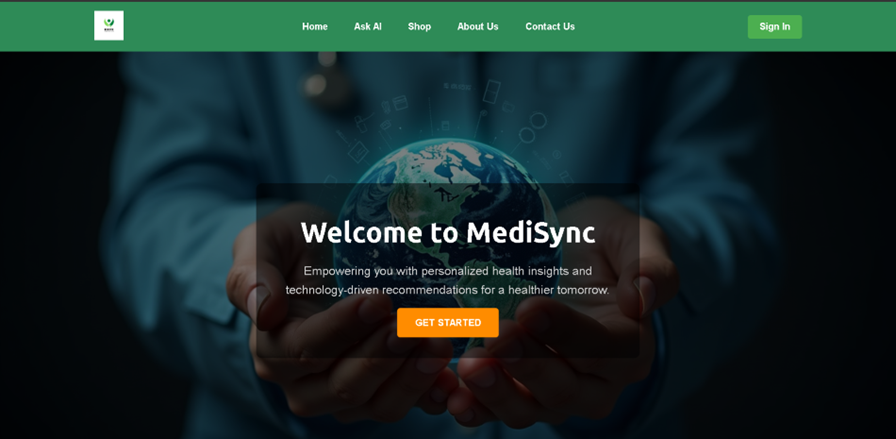 Home Ask AI Shop About Us Contact Us Sign In
Welcome to MediSync
Empowering you with personalized health insights and
technology-driven recommendations for a healthier tomorrow.
GET STARTED